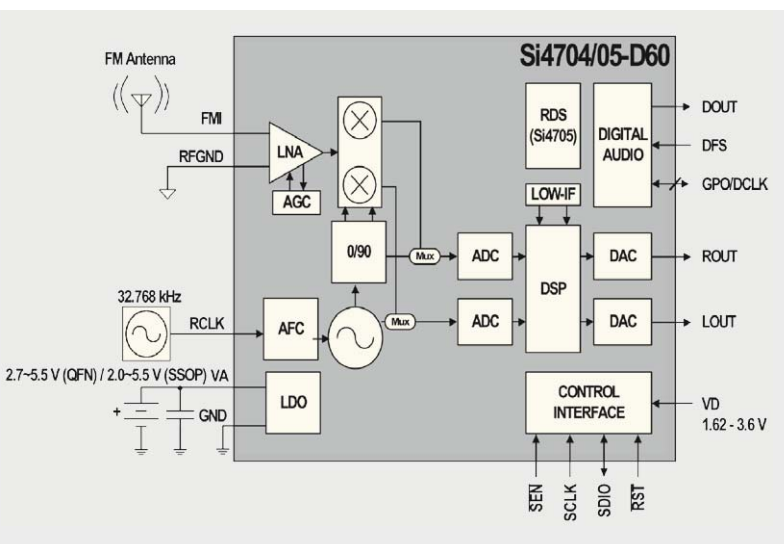 Si4704/05-D60
FM Antenna
FMI
RFGND
LNA
AGC
RDS
(Si4705)
DIGITAL
AUDIO
DOUT
DFS
GPO/DCLK
LOW-IF
0/90
Mux
ADC
DSP
DAC
ROUT
32.768 kHz
RCLK
AFC
Mux
ADC
DAC
LOUT
2.7~5.5 V (QFN) / 2.0~5.5 V (SSOP) VA
+
GND
LDO
CONTROL
INTERFACE
VD
1.62 - 3.6 V
SEN
SCLK
SDIO
RST